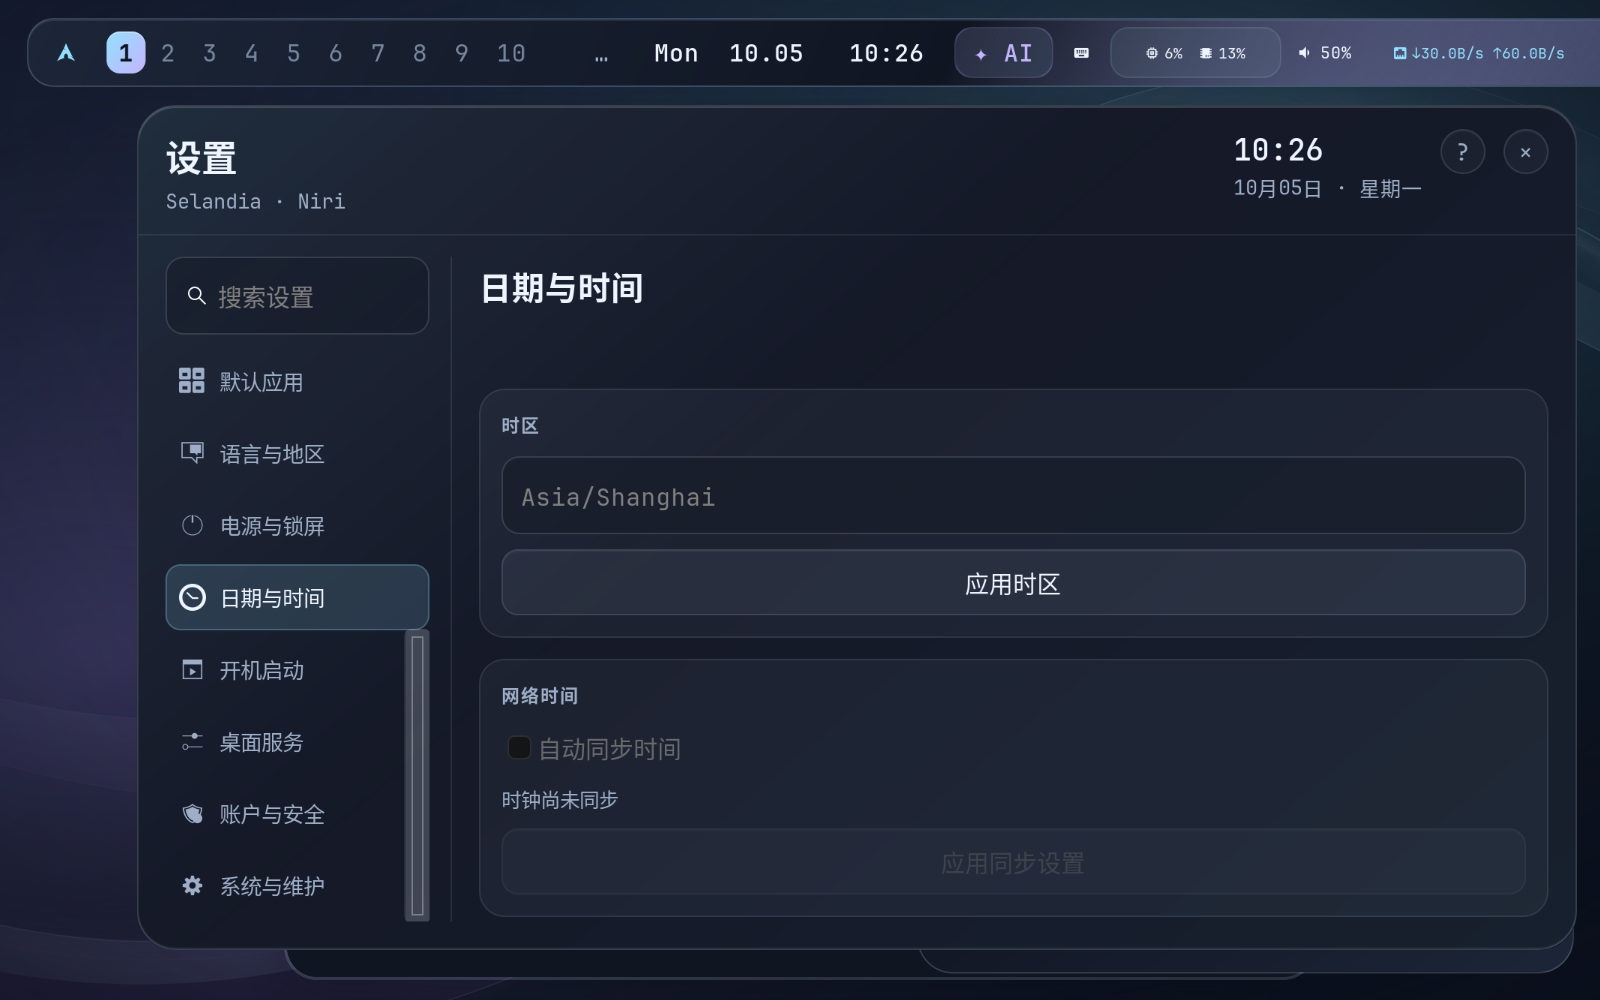 1 2 3 4 5 6 7 8 9 10 … Mon 10.05 10:26 ✦ AI 6% 13% 50% ↓30.0B/s ↑60.0B/s
设置
Selandia · Niri
10:26
10月05日 · 星期一
?
×
搜索设置
默认应用
语言与地区
电源与锁屏
日期与时间
开机启动
桌面服务
账户与安全
系统与维护
日期与时间
时区
Asia/Shanghai
应用时区
网络时间
自动同步时间
时钟尚未同步
应用同步设置